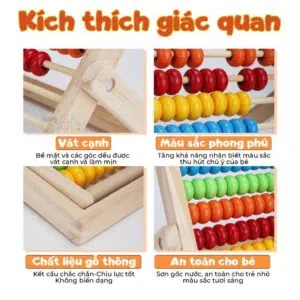 Kích thích giác quan
Vát cạnh
Bề mặt và các góc đều được
vát cạnh và làm mịn
Màu sắc phong phú
Tăng khả năng nhận biết màu sắc
thu hút chú ý của bé
Chất liệu gỗ thông
Kết cấu chắc chắn-Chịu lực tốt
Không biến dạng
An toàn cho bé
Sơn gốc nước, an toàn cho trẻ nhỏ
màu sắc tươi sáng